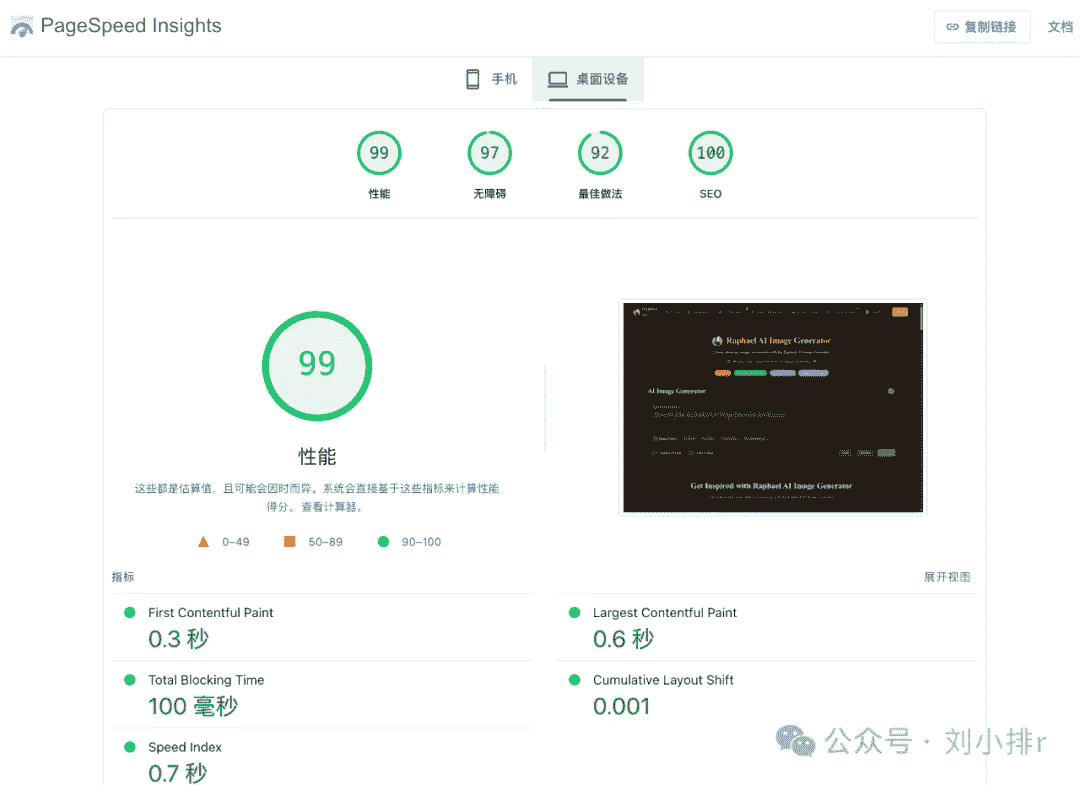 PageSpeed Insights
复制链接
文档
手机
桌面设备
99
97
92
100
性能
无障碍
最佳做法
SEO
99
性能
这些都是估算值，且可能会因时而异。系统会直接基于这些指标来计算性能
得分。查看计算器。
0–49
50–89
90–100
Raphael AI Image Generator
AI Image Generator
Get Inspired with Raphael AI Image Generator
指标
展开视图
First Contentful Paint
0.3 秒
Largest Contentful Paint
0.6 秒
Total Blocking Time
100 毫秒
Cumulative Layout Shift
0.001
Speed Index
0.7 秒
公众号 · 刘小排r